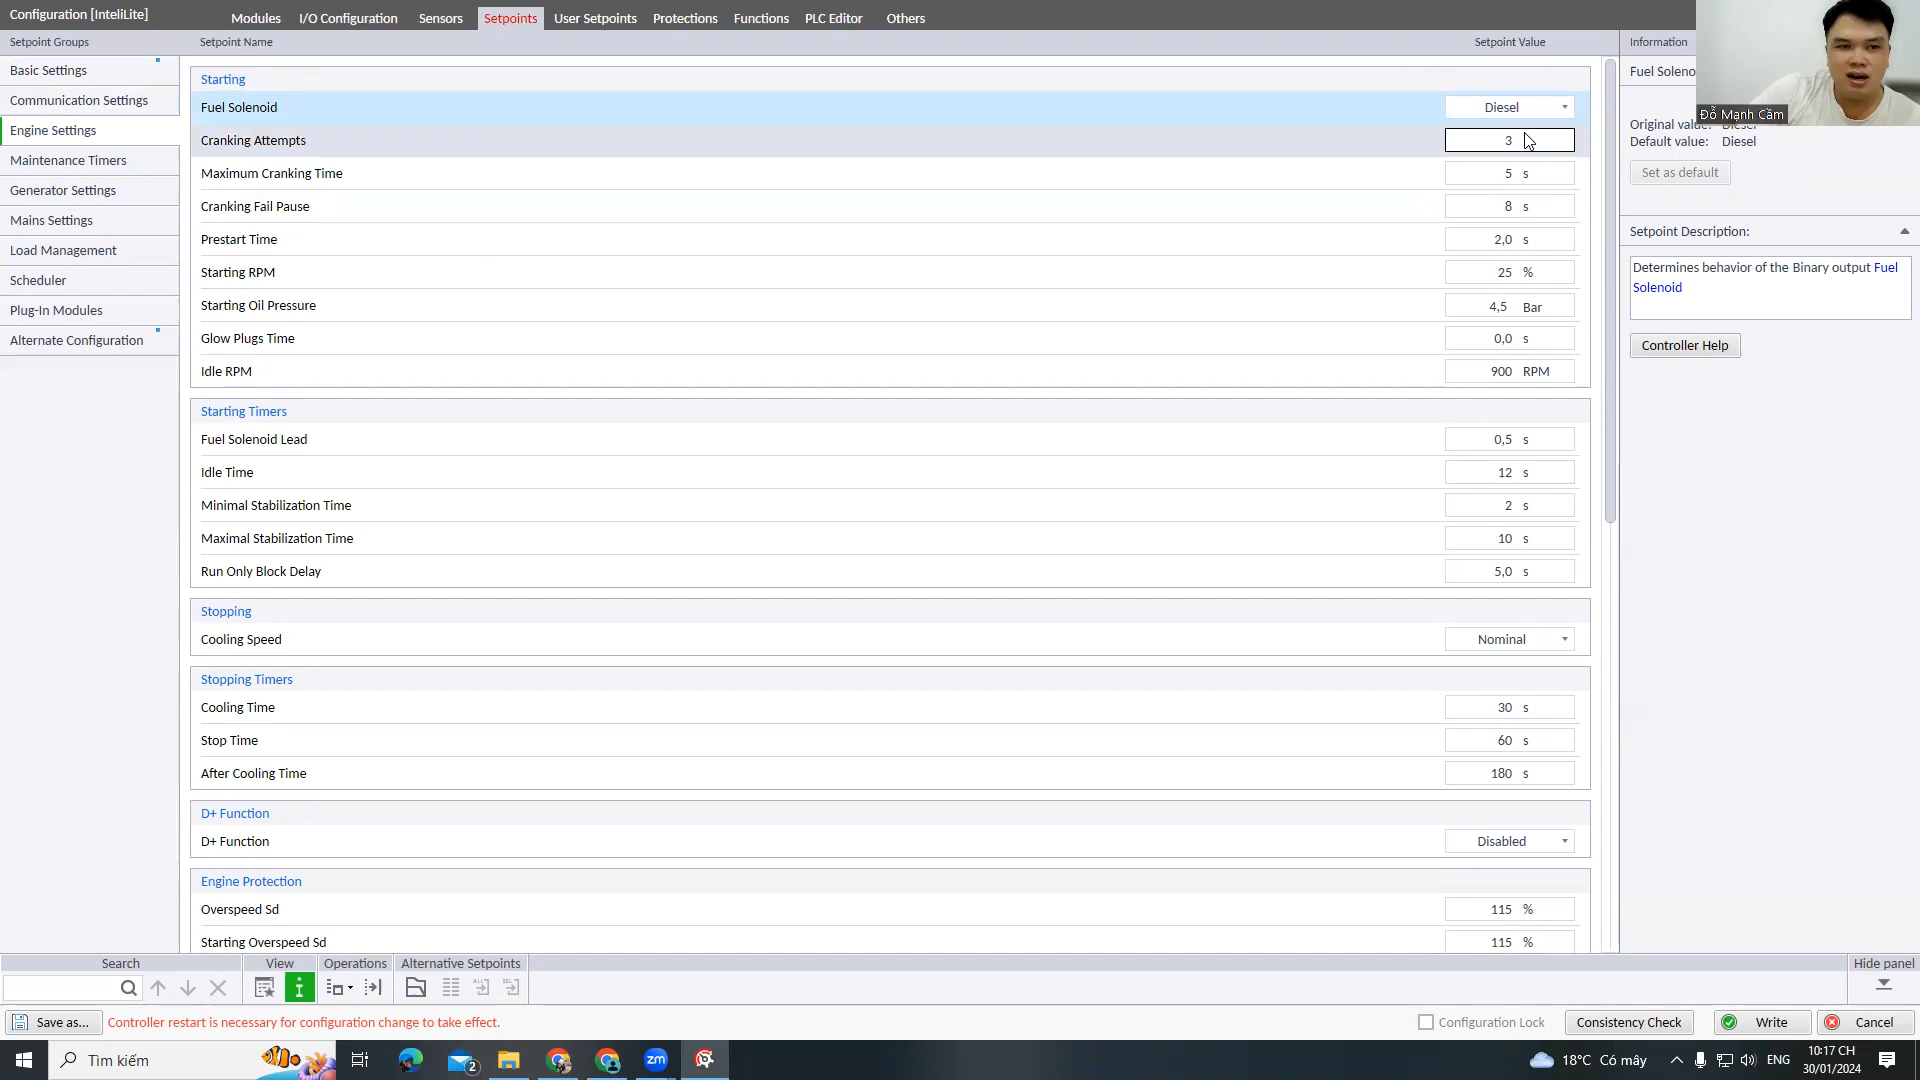 Configuration [InteliLite]
Modules I/O Configuration Sensors Setpoints User Setpoints Protections Functions PLC Editor Others
Setpoint Groups
Setpoint Name
Setpoint Value
Information
Basic Settings
Communication Settings
Engine Settings
Maintenance Timers
Generator Settings
Mains Settings
Load Management
Scheduler
Plug-In Modules
Alternate Configuration
Starting
Fuel Solenoid Diesel
Cranking Attempts 3
Maximum Cranking Time 5 s
Cranking Fail Pause 8 s
Prestart Time 2,0 s
Starting RPM 25 %
Starting Oil Pressure 4,5 Bar
Glow Plugs Time 0,0 s
Idle RPM 900 RPM
Starting Timers
Fuel Solenoid Lead 0,5 s
Idle Time 12 s
Minimal Stabilization Time 2 s
Maximal Stabilization Time 10 s
Run Only Block Delay 5,0 s
Stopping
Cooling Speed Nominal
Stopping Timers
Cooling Time 30 s
Stop Time 60 s
After Cooling Time 180 s
D+ Function
D+ Function Disabled
Engine Protection
Overspeed Sd 115 %
Starting Overspeed Sd 115 %
Fuel Soleno
Đỗ Mạnh Cầm
Original value: Diesel
Default value: Diesel
Set as default
Setpoint Description:
Determines behavior of the Binary output Fuel
Solenoid
Controller Help
Search View Operations Alternative Setpoints Hide panel
Save as... Controller restart is necessary for configuration change to take effect. Configuration Lock Consistency Check Write Cancel
Tìm kiếm
2
zm
18°C Có mây
ENG
10:17 CH
30/01/2024